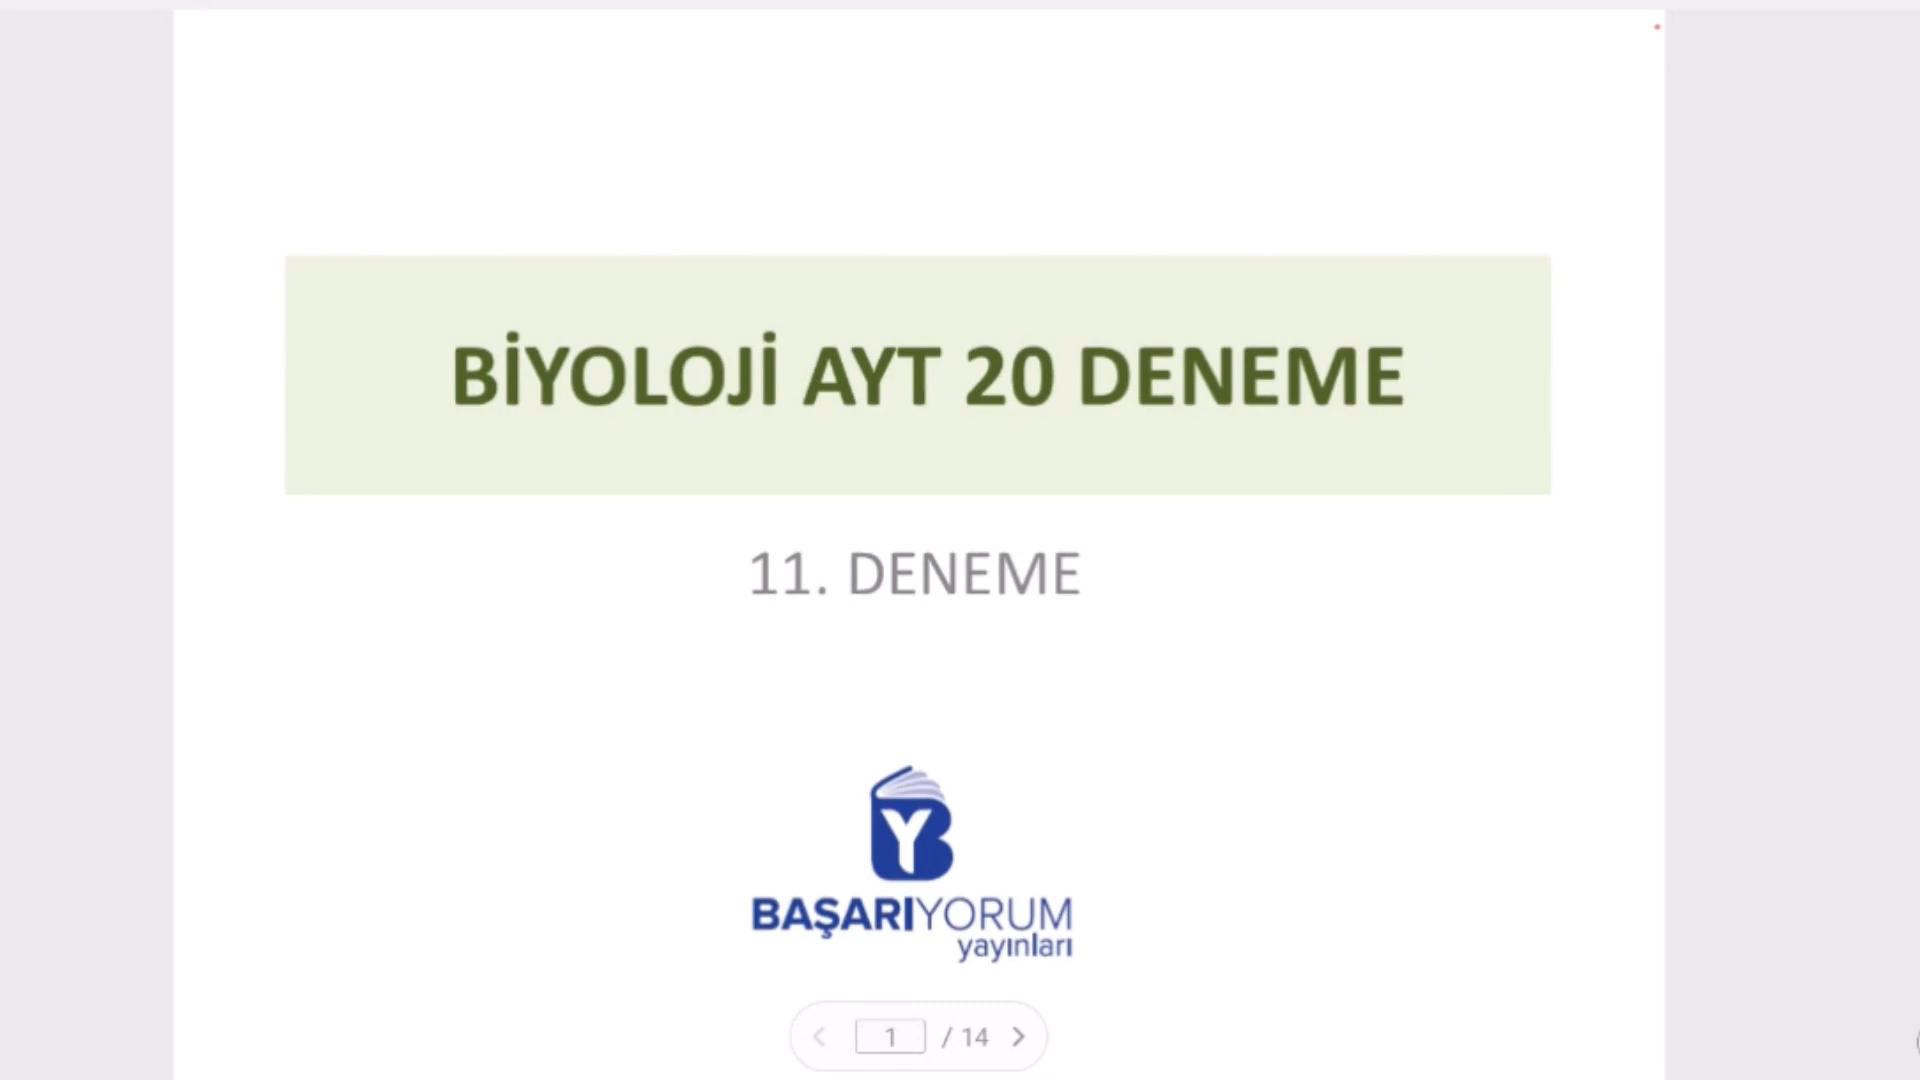 BİYOLOJİ AYT 20 DENEME
11. DENEME
BAŞARIYORUM
yayınları
1 / 14